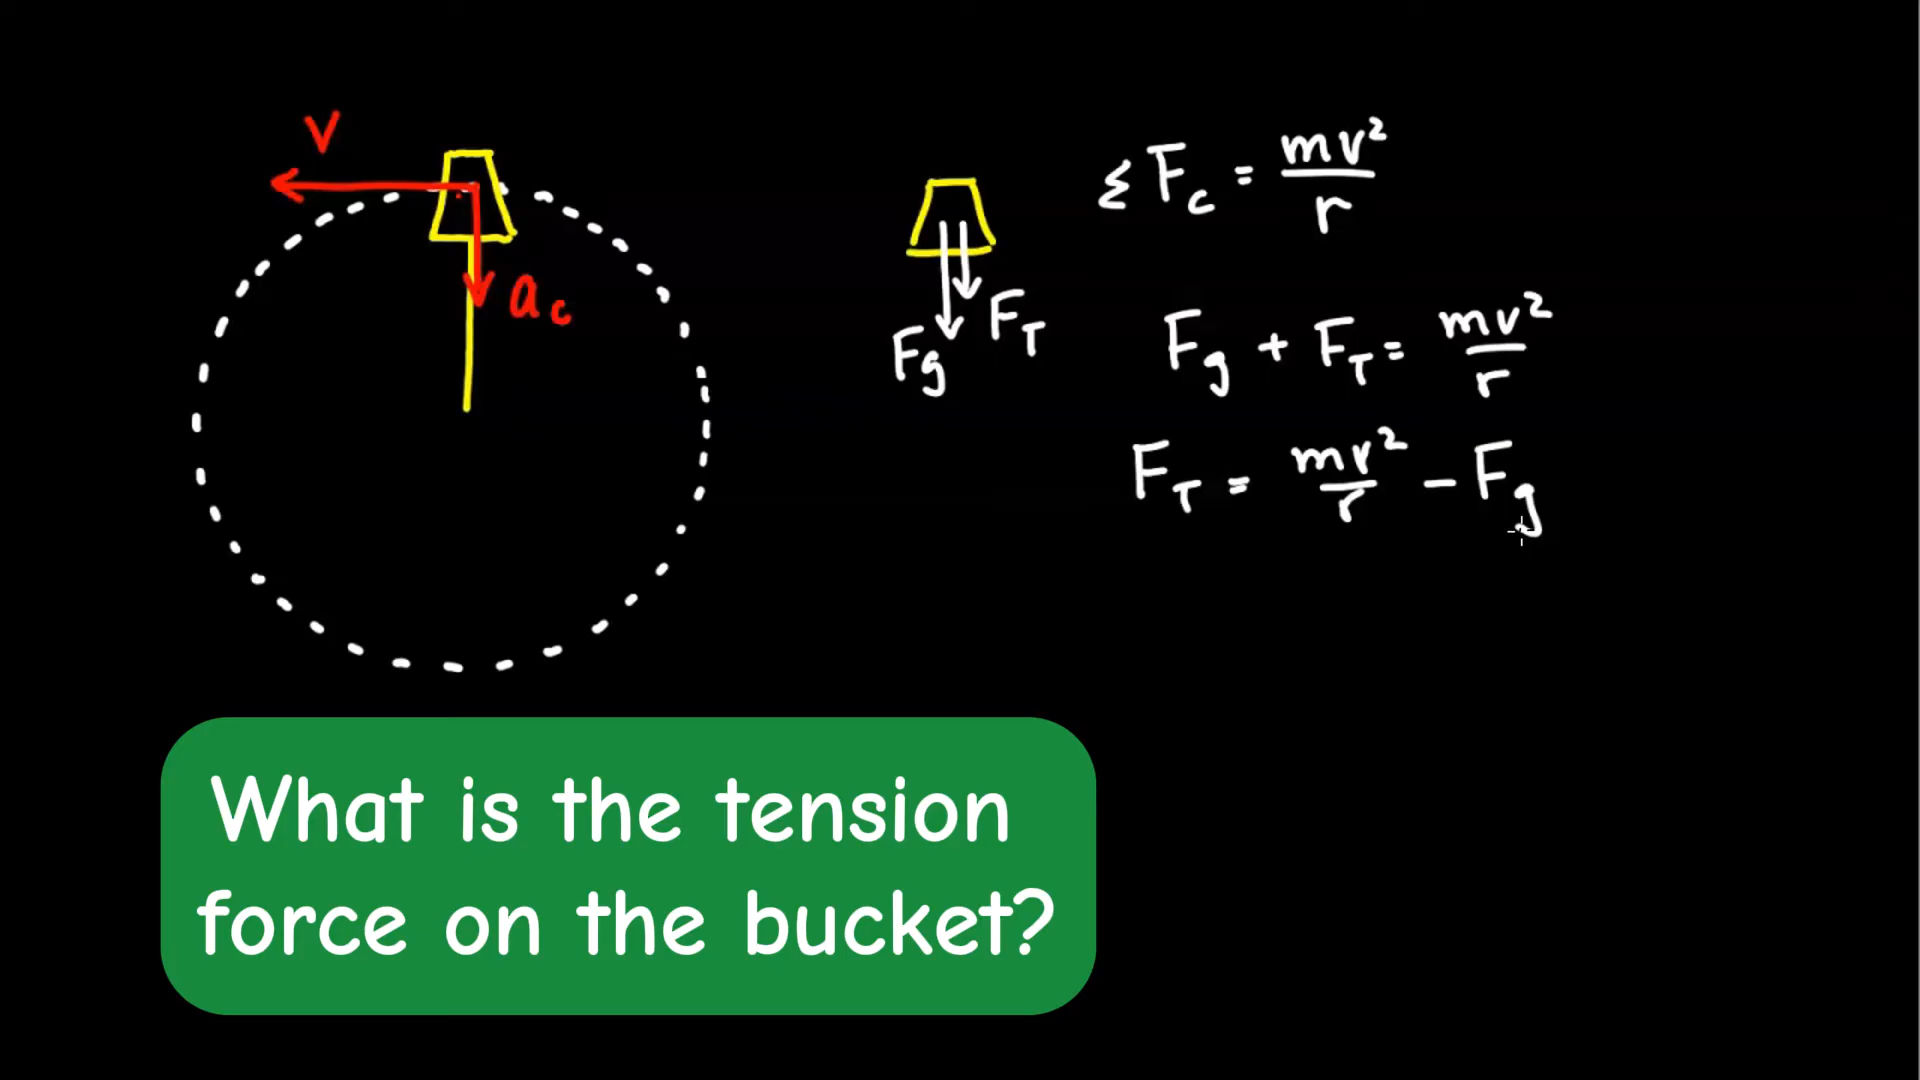 v
a_c
F_g
F_T
ΣF_c = mv²/r
F_g + F_T = mv²/r
F_T = mv²/r - F_g
What is the tension
force on the bucket?